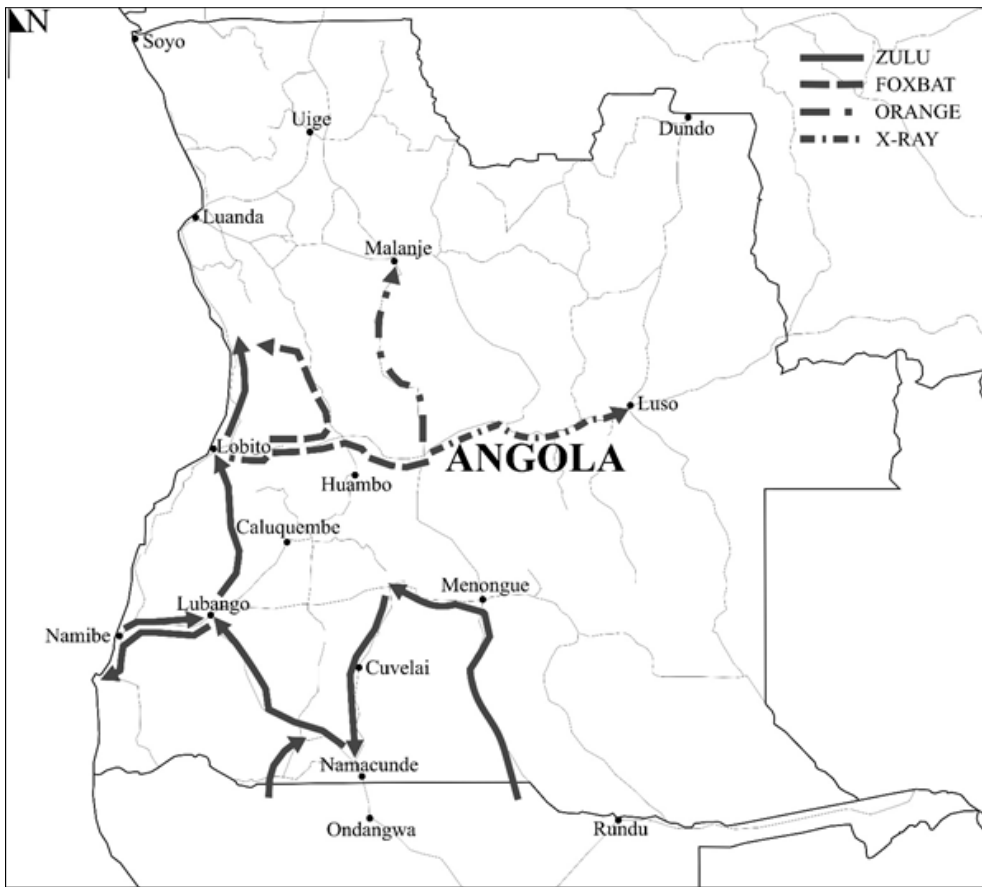 N
Soyo
ZULU
FOXBAT
ORANGE
X-RAY
Uige
Dundo
Luanda
Malanje
Luso
Lobito
ANGOLA
Huambo
Caluquembe
Menongue
Lubango
Namibe
Cuvelai
Namacunde
Ondangwa
Rundu